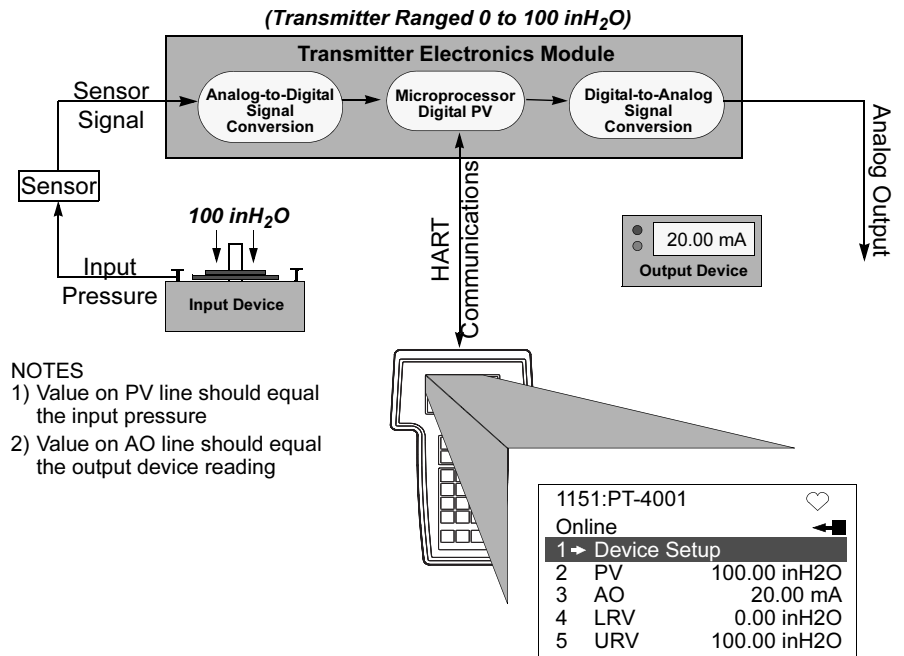 (Transmitter Ranged 0 to 100 inH2O)
Transmitter Electronics Module
Sensor
Signal
Analog-to-Digital
Signal
Conversion
Microprocessor
Digital PV
Digital-to-Analog
Signal
Conversion
Analog Output
Sensor
100 inH2O
Input
Pressure
Input Device
HART
Communications
20.00 mA
Output Device
NOTES
1) Value on PV line should equal
the input pressure
2) Value on AO line should equal
the output device reading
1151:PT-4001
Online
1 Device Setup
2 PV 100.00 inH2O
3 AO 20.00 mA
4 LRV 0.00 inH2O
5 URV 100.00 inH2O